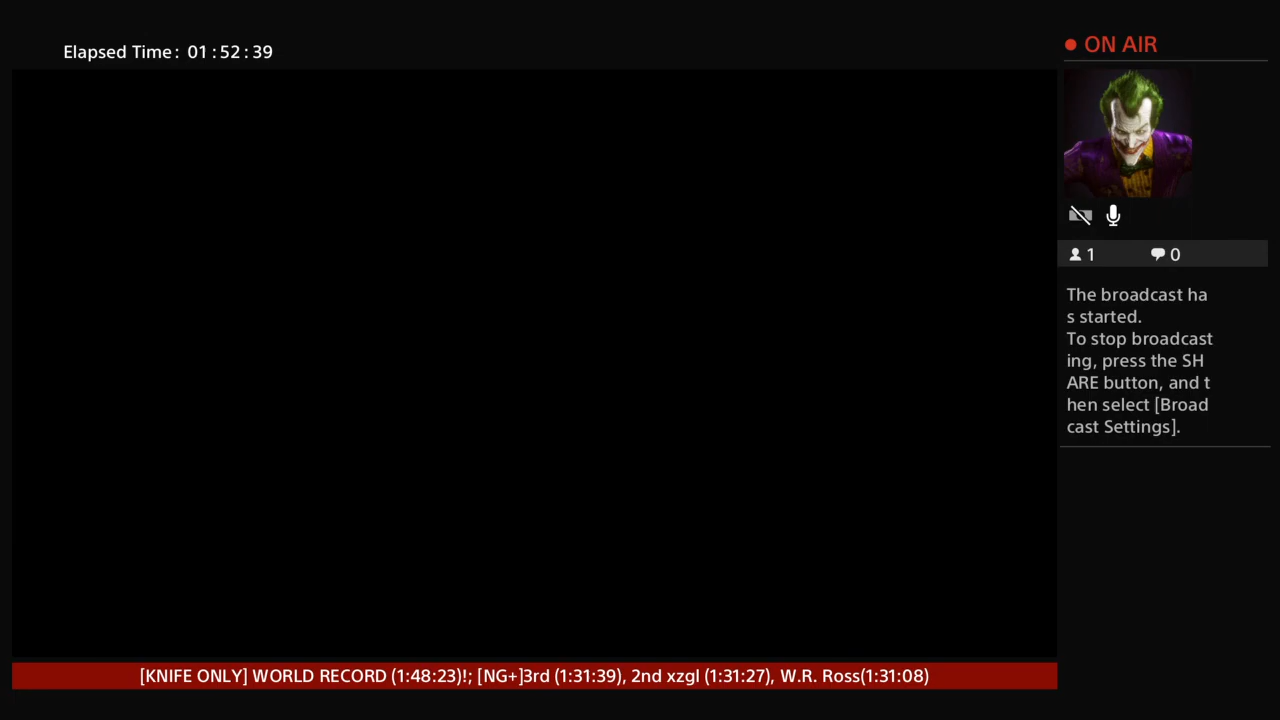 Elapsed Time: 01:52:39
ON AIR
1 0
The broadcast ha
s started.
To stop broadcast
ing, press the SH
ARE button, and t
hen select [Broad
cast Settings].
[KNIFE ONLY] WORLD RECORD (1:48:23)!; [NG+]3rd (1:31:39), 2nd xzgl (1:31:27), W.R. Ross(1:31:08)